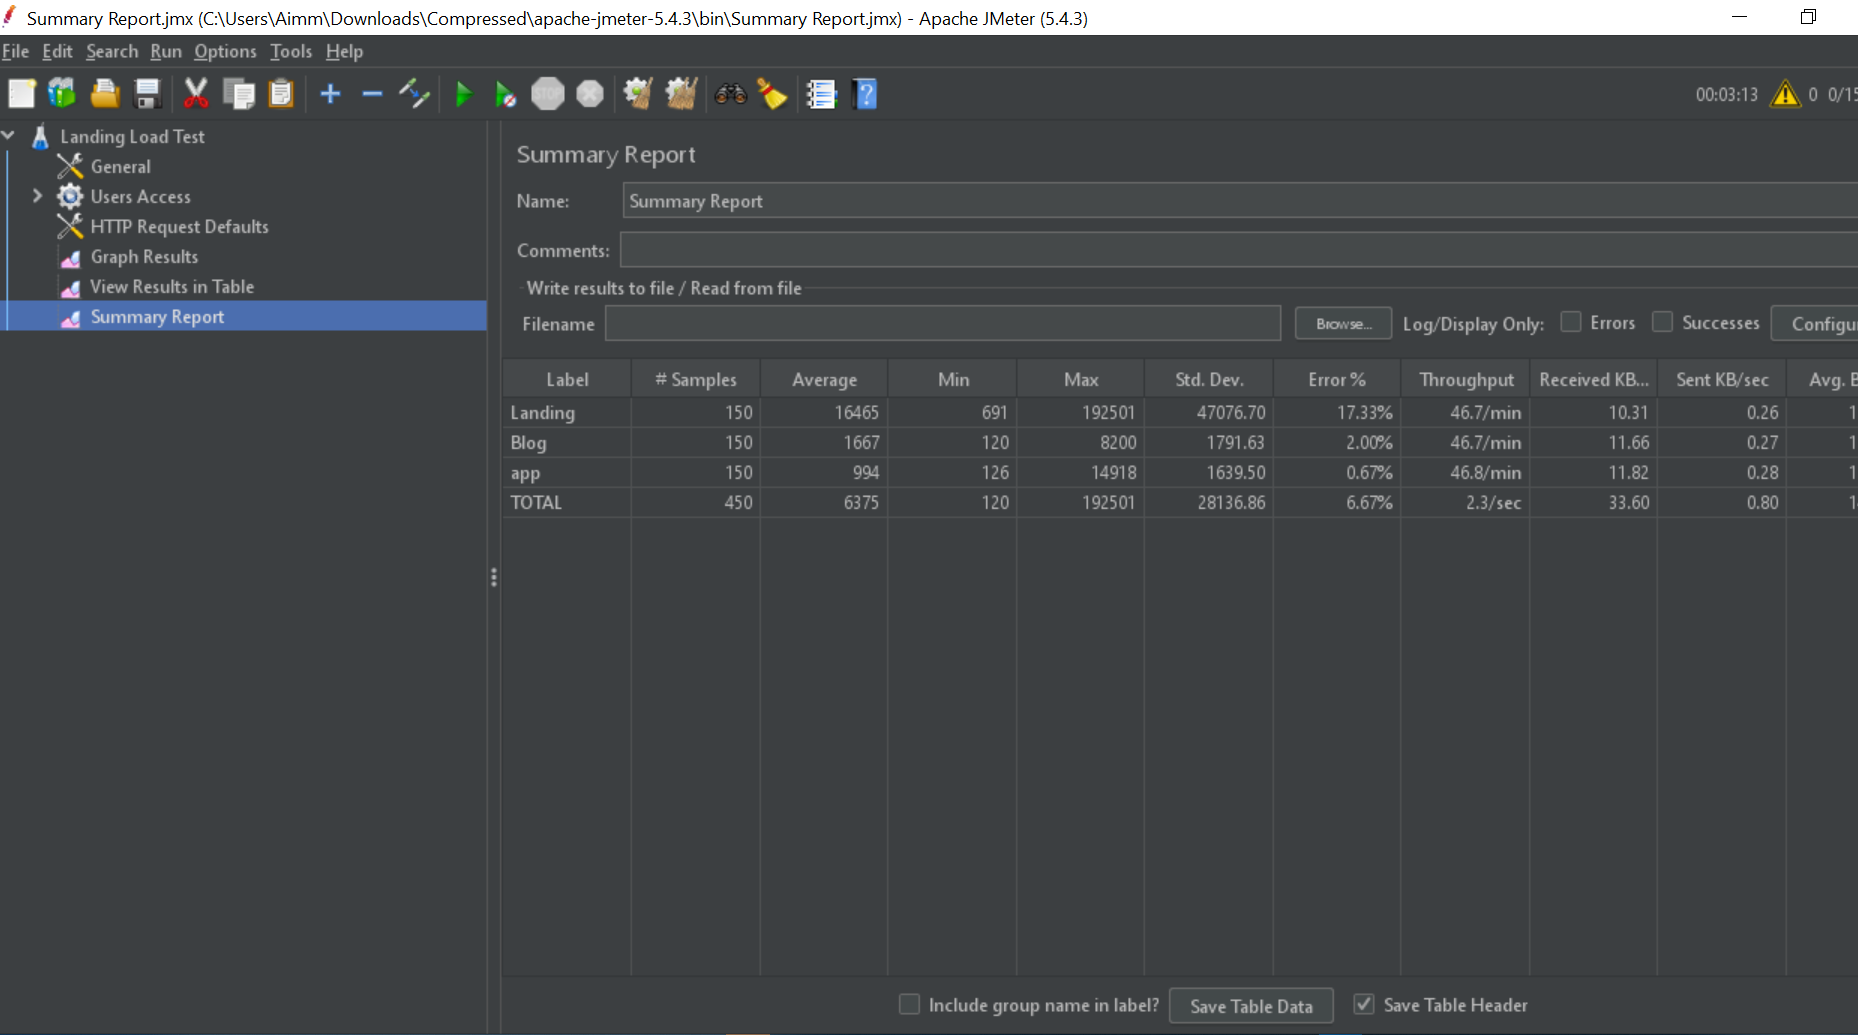 Summary Report.jmx (C:\Users\Aimm\Downloads\Compressed\apache-jmeter-5.4.3\bin\Summary Report.jmx) - Apache JMeter (5.4.3)
File Edit Search Run Options Tools Help
STOP
00:03:13 0 0/15
Landing Load Test
General
Users Access
HTTP Request Defaults
Graph Results
View Results in Table
Summary Report
Summary Report
Name: Summary Report
Comments:
Write results to file / Read from file
Filename Browse... Log/Display Only: Errors Successes Configu
Label # Samples Average Min Max Std. Dev. Error % Throughput Received KB... Sent KB/sec Avg. B
Landing 150 16465 691 192501 47076.70 17.33% 46.7/min 10.31 0.26 1
Blog 150 1667 120 8200 1791.63 2.00% 46.7/min 11.66 0.27 1
app 150 994 126 14918 1639.50 0.67% 46.8/min 11.82 0.28 1
TOTAL 450 6375 120 192501 28136.86 6.67% 2.3/sec 33.60 0.80 1
Include group name in label? Save Table Data Save Table Header